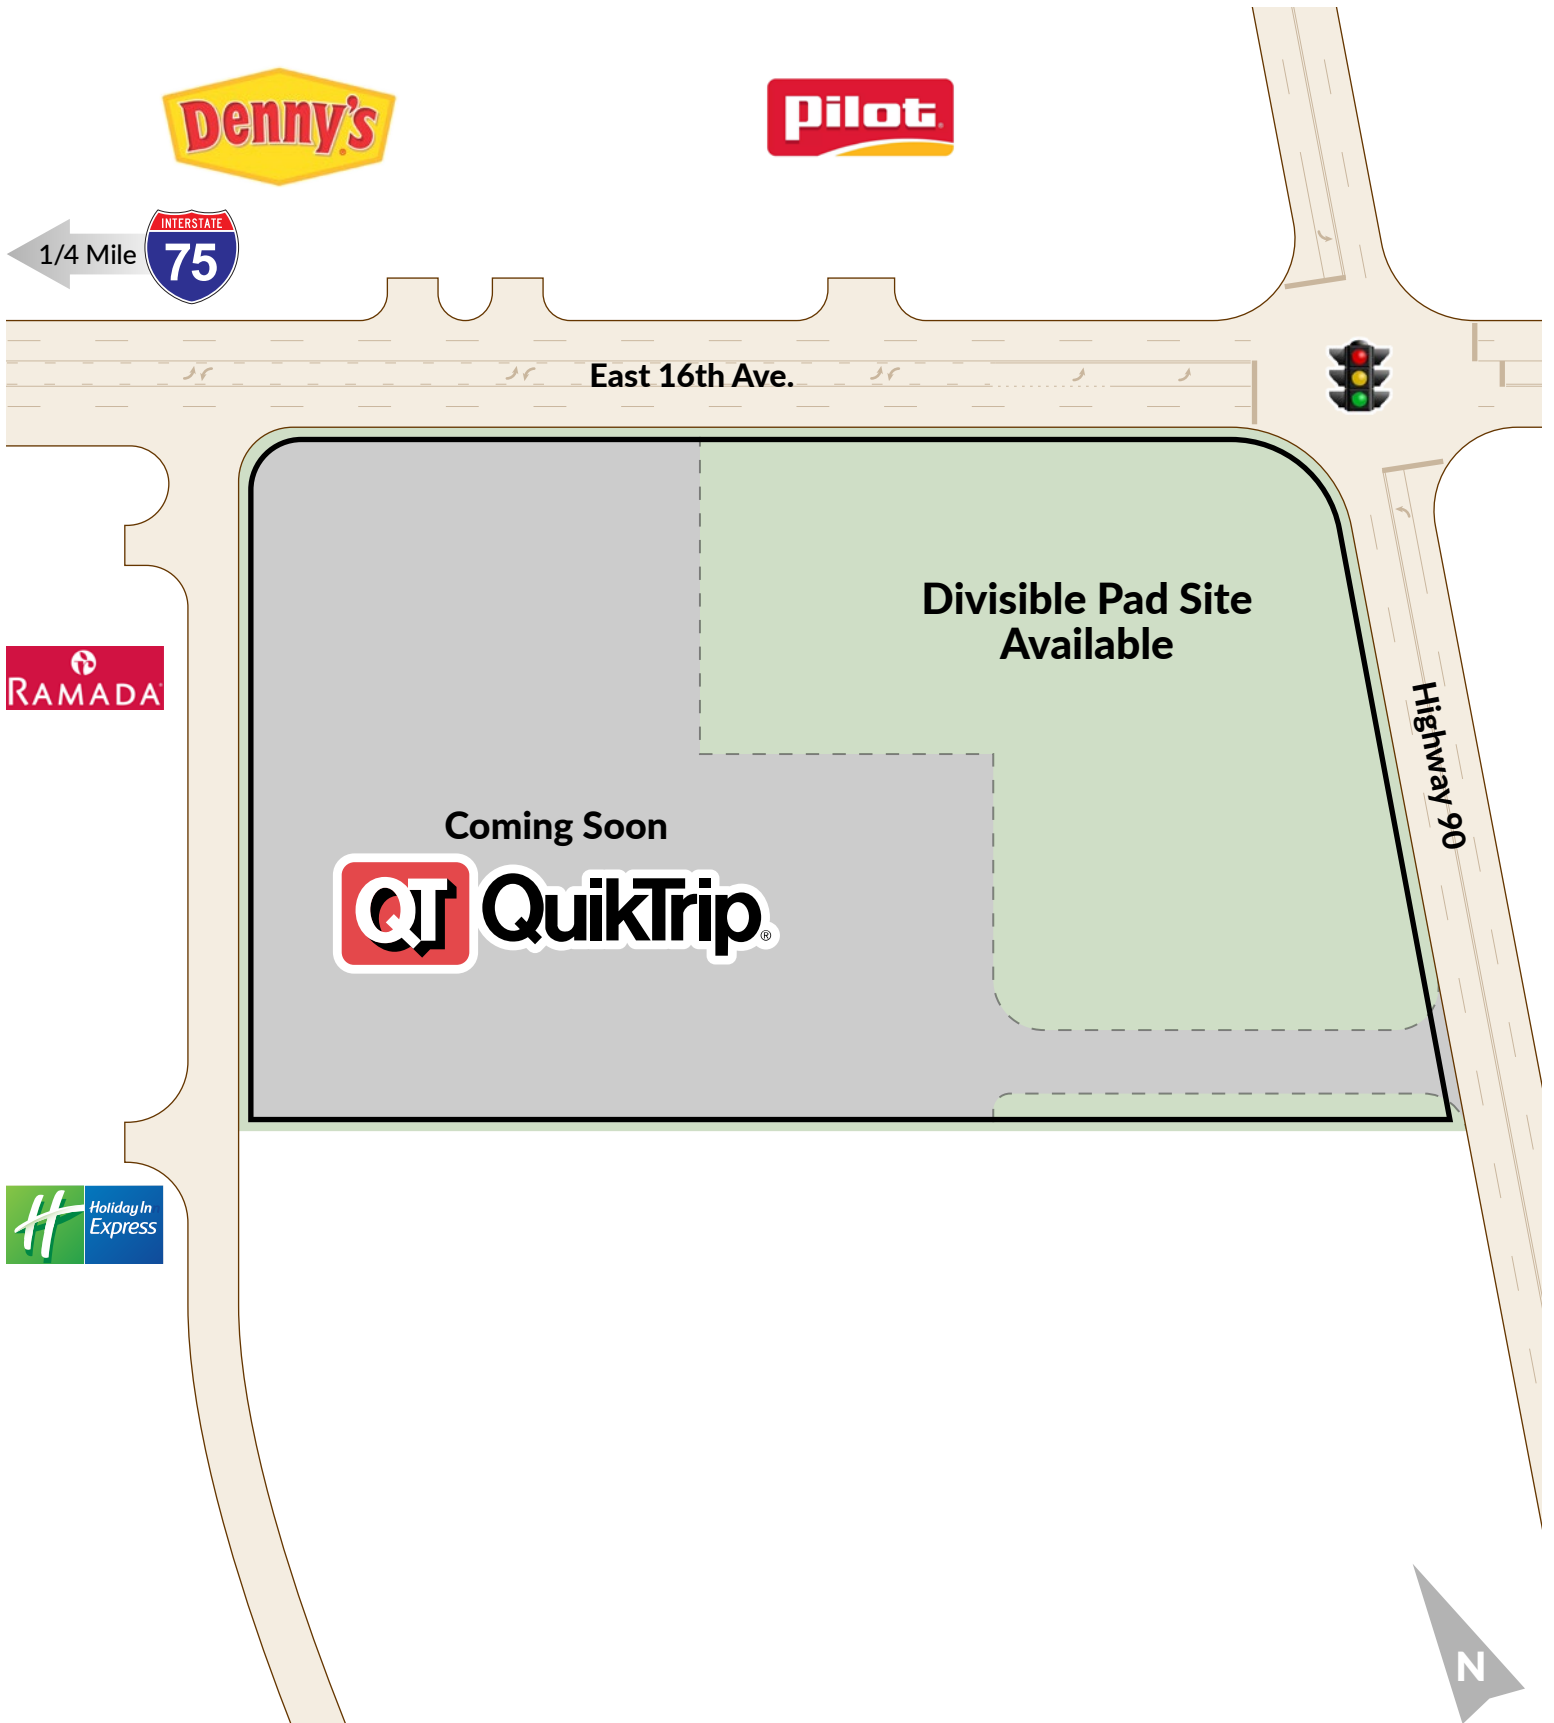 Denny's
pilot
INTERSTATE
1/4 Mile
75
East 16th Ave.
Divisible Pad Site
Available
RAMADA
Highway 90
Coming Soon
QT QuikTrip®
H Holiday Inn
Express
N